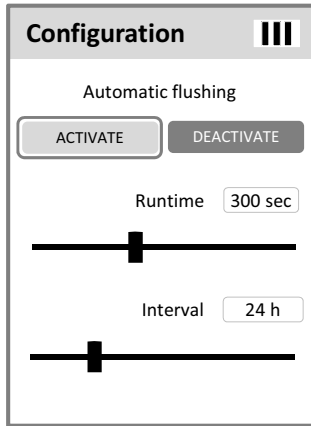 Configuration
Automatic flushing
ACTIVATE DEACTIVATE
Runtime 300 sec
Interval 24 h